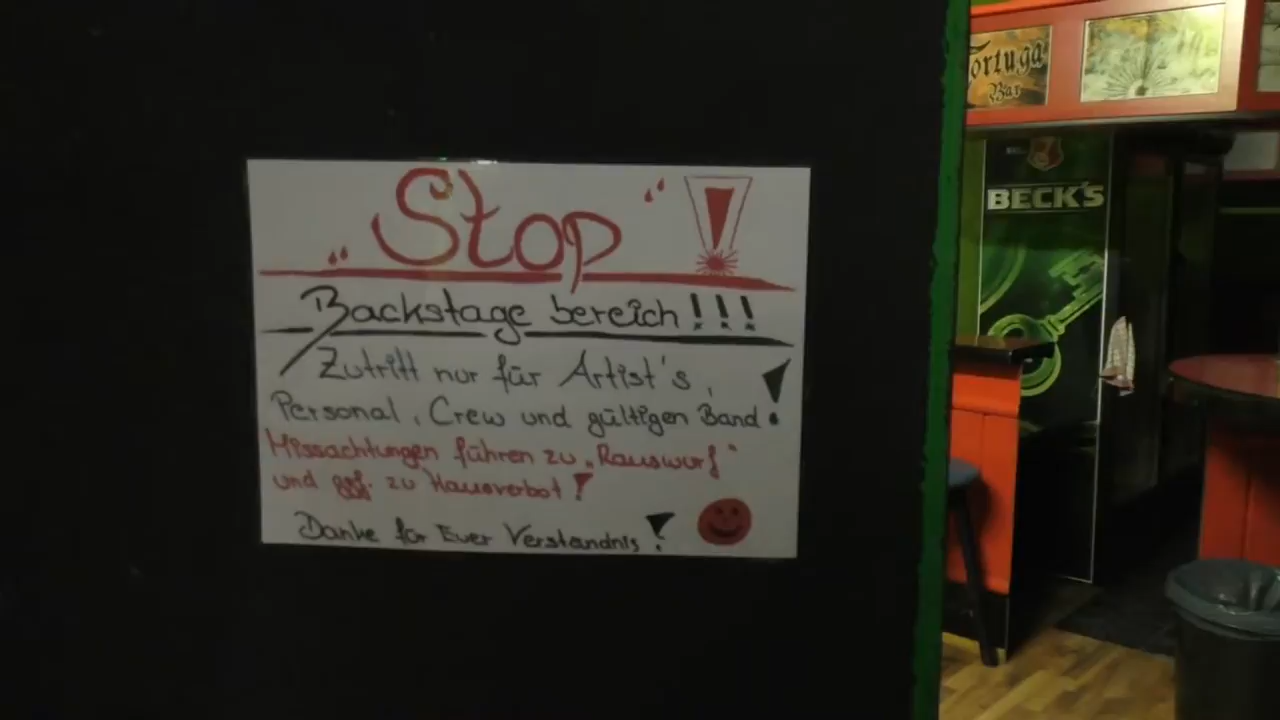 „Stop" !
Backstage bereich!!!
Zutritt nur für Artist's,
Personal, Crew und gültigen Band!
Missachtungen führen zu „Rauswurf"
und ggf. zu Hausverbot!
Danke für Euer Verständnis!
Tortuga
Bar
BECK'S